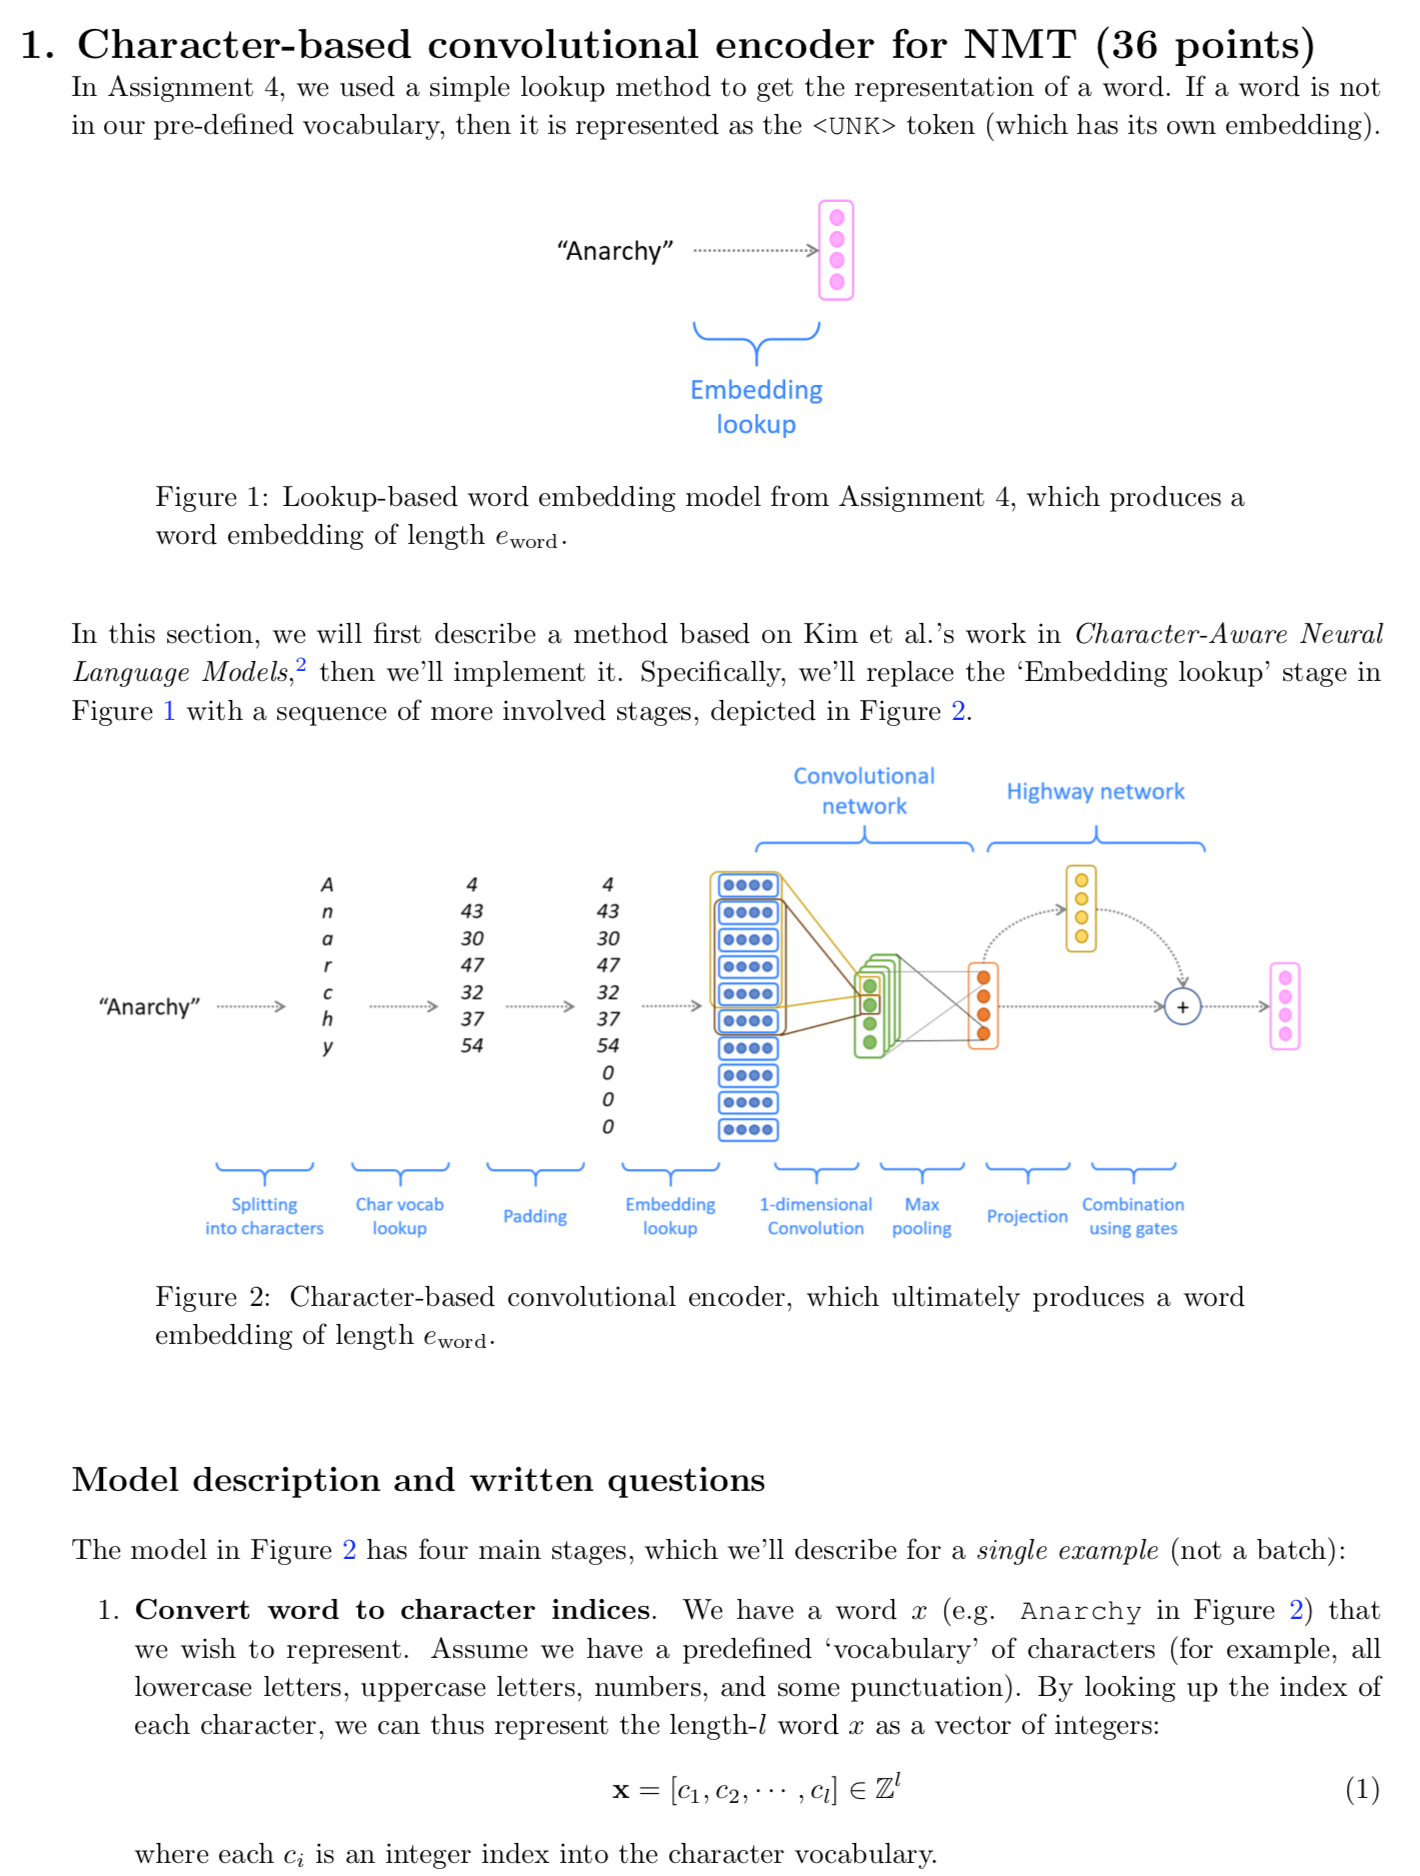 1. Character-based convolutional encoder for NMT (36 points)
In Assignment 4, we used a simple lookup method to get the representation of a word. If a word is not
in our pre-defined vocabulary, then it is represented as the <UNK> token (which has its own embedding).
“Anarchy”
Embedding
lookup
Figure 1: Lookup-based word embedding model from Assignment 4, which produces a
word embedding of length e_word.
In this section, we will first describe a method based on Kim et al.’s work in Character-Aware Neural
Language Models,² then we’ll implement it. Specifically, we’ll replace the ‘Embedding lookup’ stage in
Figure 1 with a sequence of more involved stages, depicted in Figure 2.
Convolutional
network
Highway network
A 4 4
n 43 43
a 30 30
r 47 47
c 32 32
“Anarchy”
+
h 37 37
y 54 54
0
0
0
Splitting
into characters
Char vocab
lookup
Padding
Embedding
lookup
1-dimensional
Convolution
Max
pooling
Projection
Combination
using gates
Figure 2: Character-based convolutional encoder, which ultimately produces a word
embedding of length e_word.
Model description and written questions
The model in Figure 2 has four main stages, which we’ll describe for a single example (not a batch):
1. Convert word to character indices. We have a word x (e.g. Anarchy in Figure 2) that
we wish to represent. Assume we have a predefined ‘vocabulary’ of characters (for example, all
lowercase letters, uppercase letters, numbers, and some punctuation). By looking up the index of
each character, we can thus represent the length-l word x as a vector of integers:
x = [c₁, c₂, ⋯ , c_l] ∈ ℤ^l (1)
where each c_i is an integer index into the character vocabulary.